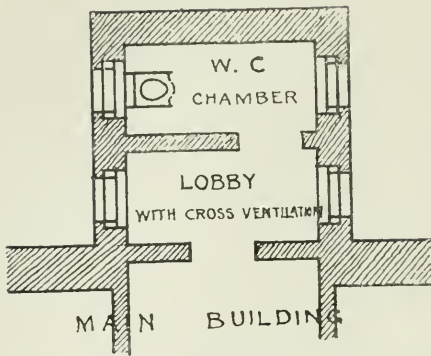 W. C
CHAMBER
LOBBY
WITH CROSS VENTILATION
MAIN BUILDING